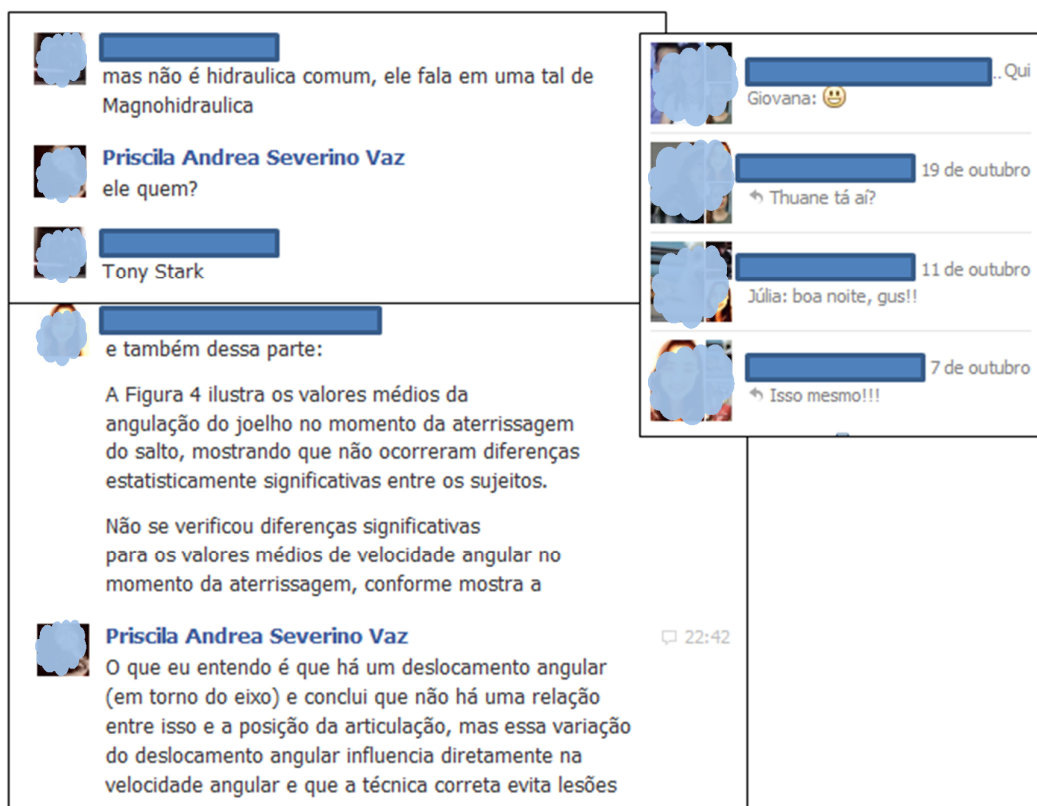 mas não é hidraulica comum, ele fala em uma tal de
Magnohidraulica
Priscila Andrea Severino Vaz
ele quem?
Tony Stark
e também dessa parte:
A Figura 4 ilustra os valores médios da
angulação do joelho no momento da aterrissagem
do salto, mostrando que não ocorreram diferenças
estatisticamente significativas entre os sujeitos.
Não se verificou diferenças significativas
para os valores médios de velocidade angular no
momento da aterrissagem, conforme mostra a
Priscila Andrea Severino Vaz
22:42
O que eu entendo é que há um deslocamento angular
(em torno do eixo) e conclui que não há uma relação
entre isso e a posição da articulação, mas essa variação
do deslocamento angular influencia diretamente na
velocidade angular e que a técnica correta evita lesões
.. Qui
Giovana: 😃
19 de outubro
Thuane tá aí?
11 de outubro
Júlia: boa noite, gus!!
7 de outubro
Isso mesmo!!!